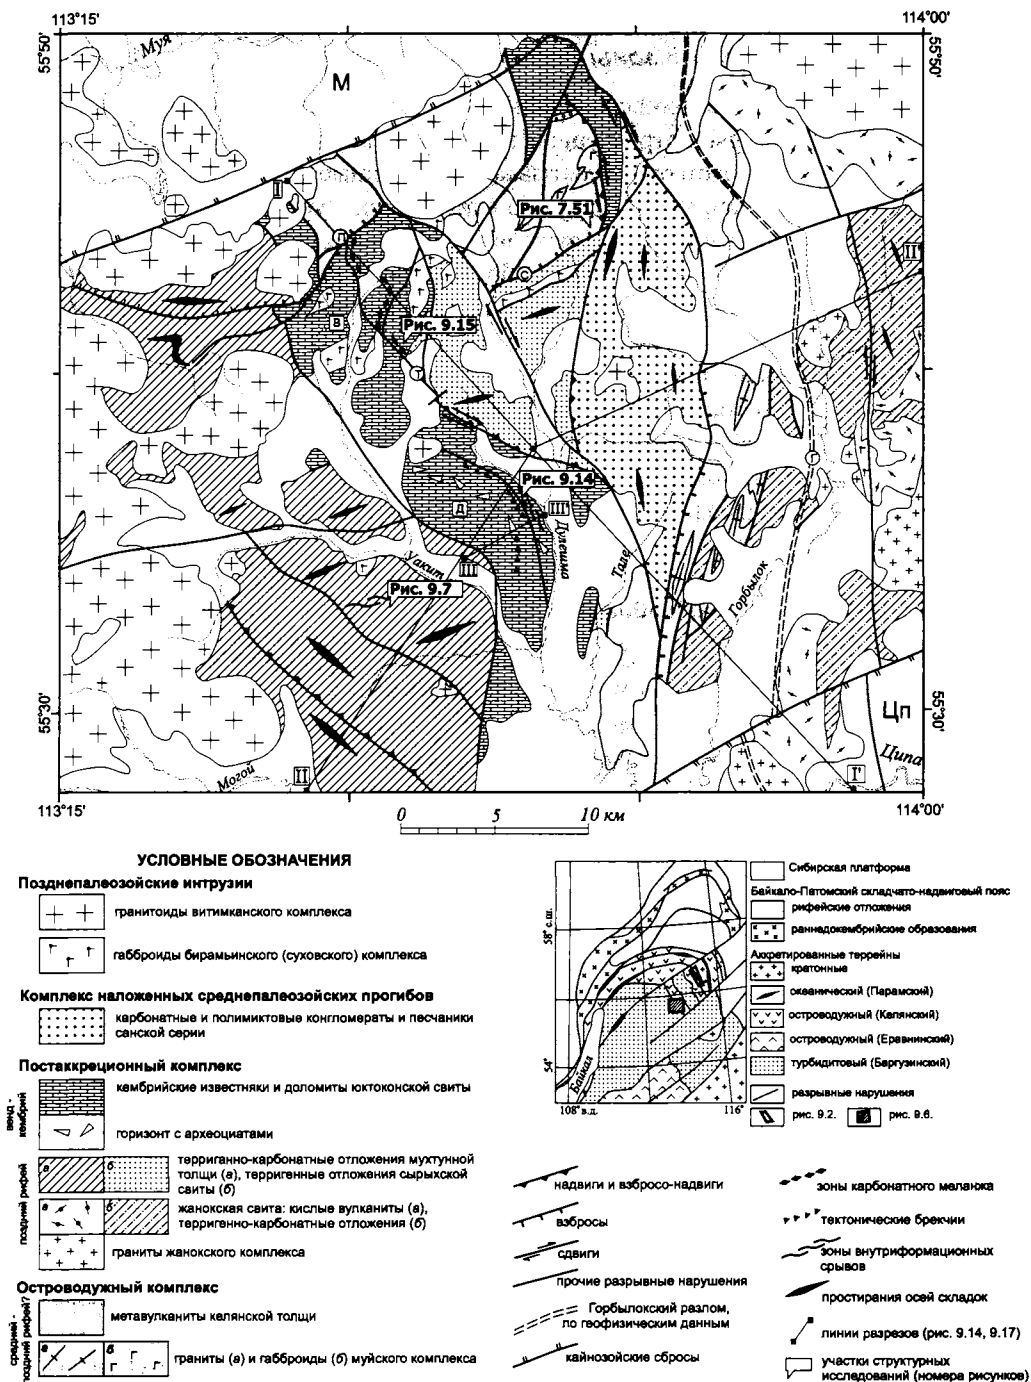 113°15'
114°00'
55°50'
55°50'
Муя
М
I
Рис. 7.51
II'
С
Рис. 9.15
В
Г
Г
Г
Рис. 9.14
Д
III'
Дулешма
III
Уакит
Рис. 9.7
Талe
Горбылок
55°30'
55°30'
Цп
Ципа
Могой
II
I'
113°15'
114°00'
0 5 10 км
УСЛОВНЫЕ ОБОЗНАЧЕНИЯ
Позднепалеозойские интрузии
гранитоиды витимканского комплекса
габброиды бирамьинского (суховского) комплекса
Комплекс наложенных среднепалеозойских прогибов
карбонатные и полимиктовые конгломераты и песчаники
санской серии
Постаккреционный комплекс
венд -
кембрий
кембрийские известняки и доломиты юктоконской свиты
горизонт с археоциатами
поздний рифей
а б
терриганно-карбонатные отложения мухтунной
толщи (а), терригенные отложения сырыхской
свиты (б)
а б
жанокская свита: кислые вулканиты (а),
терригенно-карбонатные отложения (б)
граниты жанокского комплекса
Островодужный комплекс
средний -
поздний рифей?
метавулканиты келянской толщи
а б
граниты (а) и габброиды (б) муйского комплекса
58° с.ш.
54°
Байкал
108° в.д.
116°
Сибирская платформа
Байкало-Патомский складчато-надвиговый пояс
рифейские отложения
раннедокембрийские образования
Аккретированные террейны
кратонные
океанический (Парамский)
островодужный (Келянский)
островодужный (Еравнинский)
турбидитовый (Баргузинский)
разрывные нарушения
рис. 9.2. рис. 9.6.
надвиги и взбросо-надвиги
взбросы
сдвиги
прочие разрывные нарушения
Горбылокский разлом,
по геофизическим данным
кайнозойские сбросы
зоны карбонатного меланжа
тектонические брекчии
зоны внутриформационных
срывов
простирания осей складок
линии разрезов (рис. 9.14, 9.17)
участки структурных
исследований (номера рисунков)